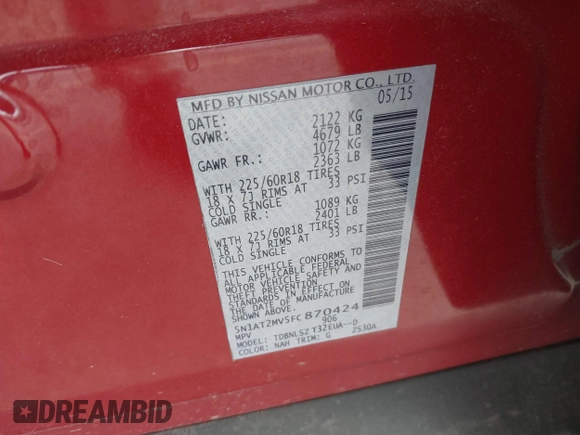 MFD BY NISSAN MOTOR CO., LTD.
DATE: 05/15
GVWR: 2122 KG
4679 LB
GAWR FR.: 1072 KG
2363 LB
WITH 225/60R18 TIRES
18 X 7J RIMS AT 33 PSI
COLD SINGLE
GAWR RR.: 1089 KG
2401 LB
WITH 225/60R18 TIRES
18 X 7J RIMS AT 33 PSI
COLD SINGLE
THIS VEHICLE CONFORMS TO
ALL APPLICABLE FEDERAL
MOTOR VEHICLE SAFETY AND
THEFT PREVENTION
STANDARDS IN EFFECT ON
THE DATE OF MANUFACTURE
SHOWN ABOVE.
5N1AT2MV5FC870424
MPV 906
MODEL: TDBNLSZ T32EUA--D
COLOR: NAH TRIM: G ZS30A
DREAMBID